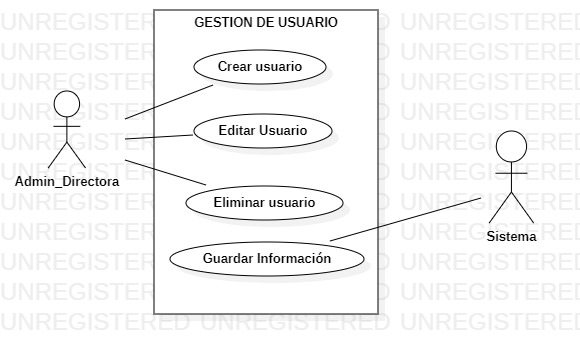 GESTION DE USUARIO
Crear usuario
Editar Usuario
Admin_Directora
Eliminar usuario
Sistema
Guardar Información
UNREGISTERED UNREGISTERED UNREGISTERED